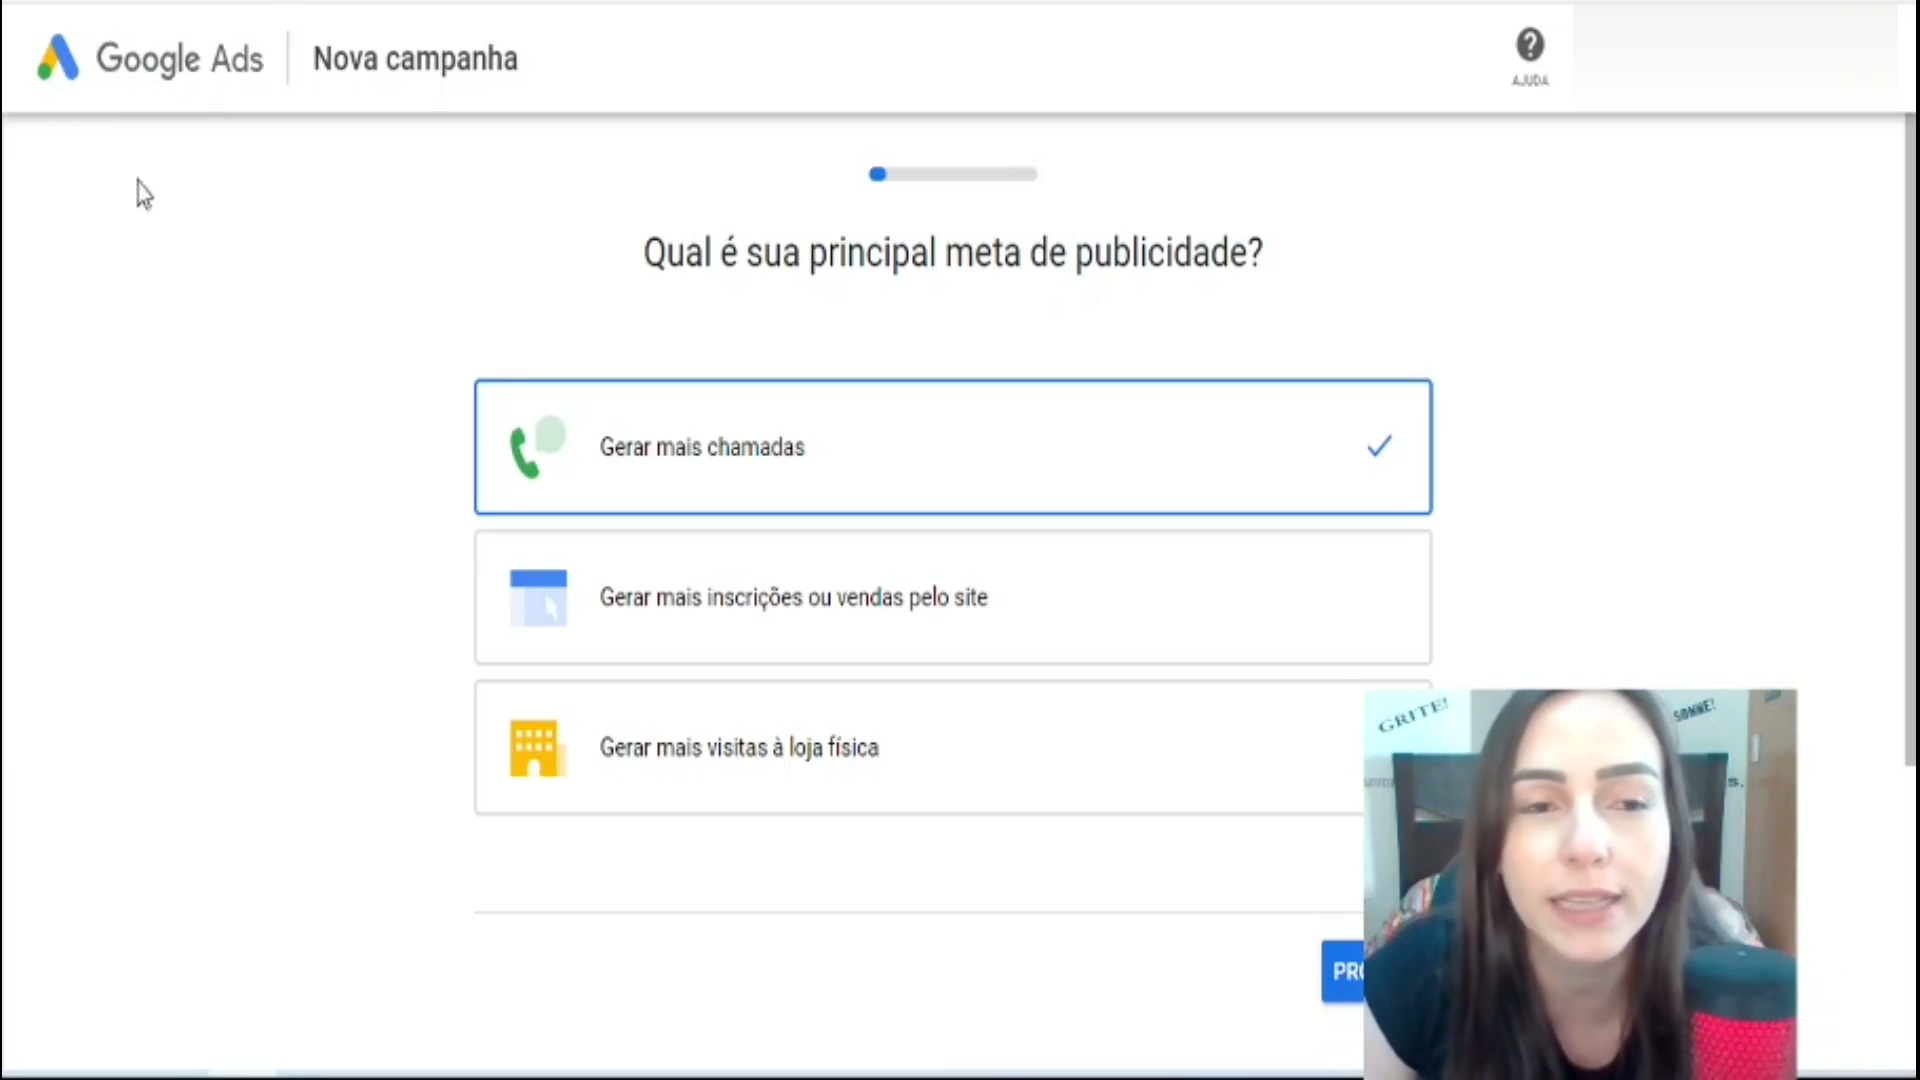 Google Ads
Nova campanha
AJUDA
Qual é sua principal meta de publicidade?
Gerar mais chamadas
Gerar mais inscrições ou vendas pelo site
Gerar mais visitas à loja física
GRITE!
SONHE!